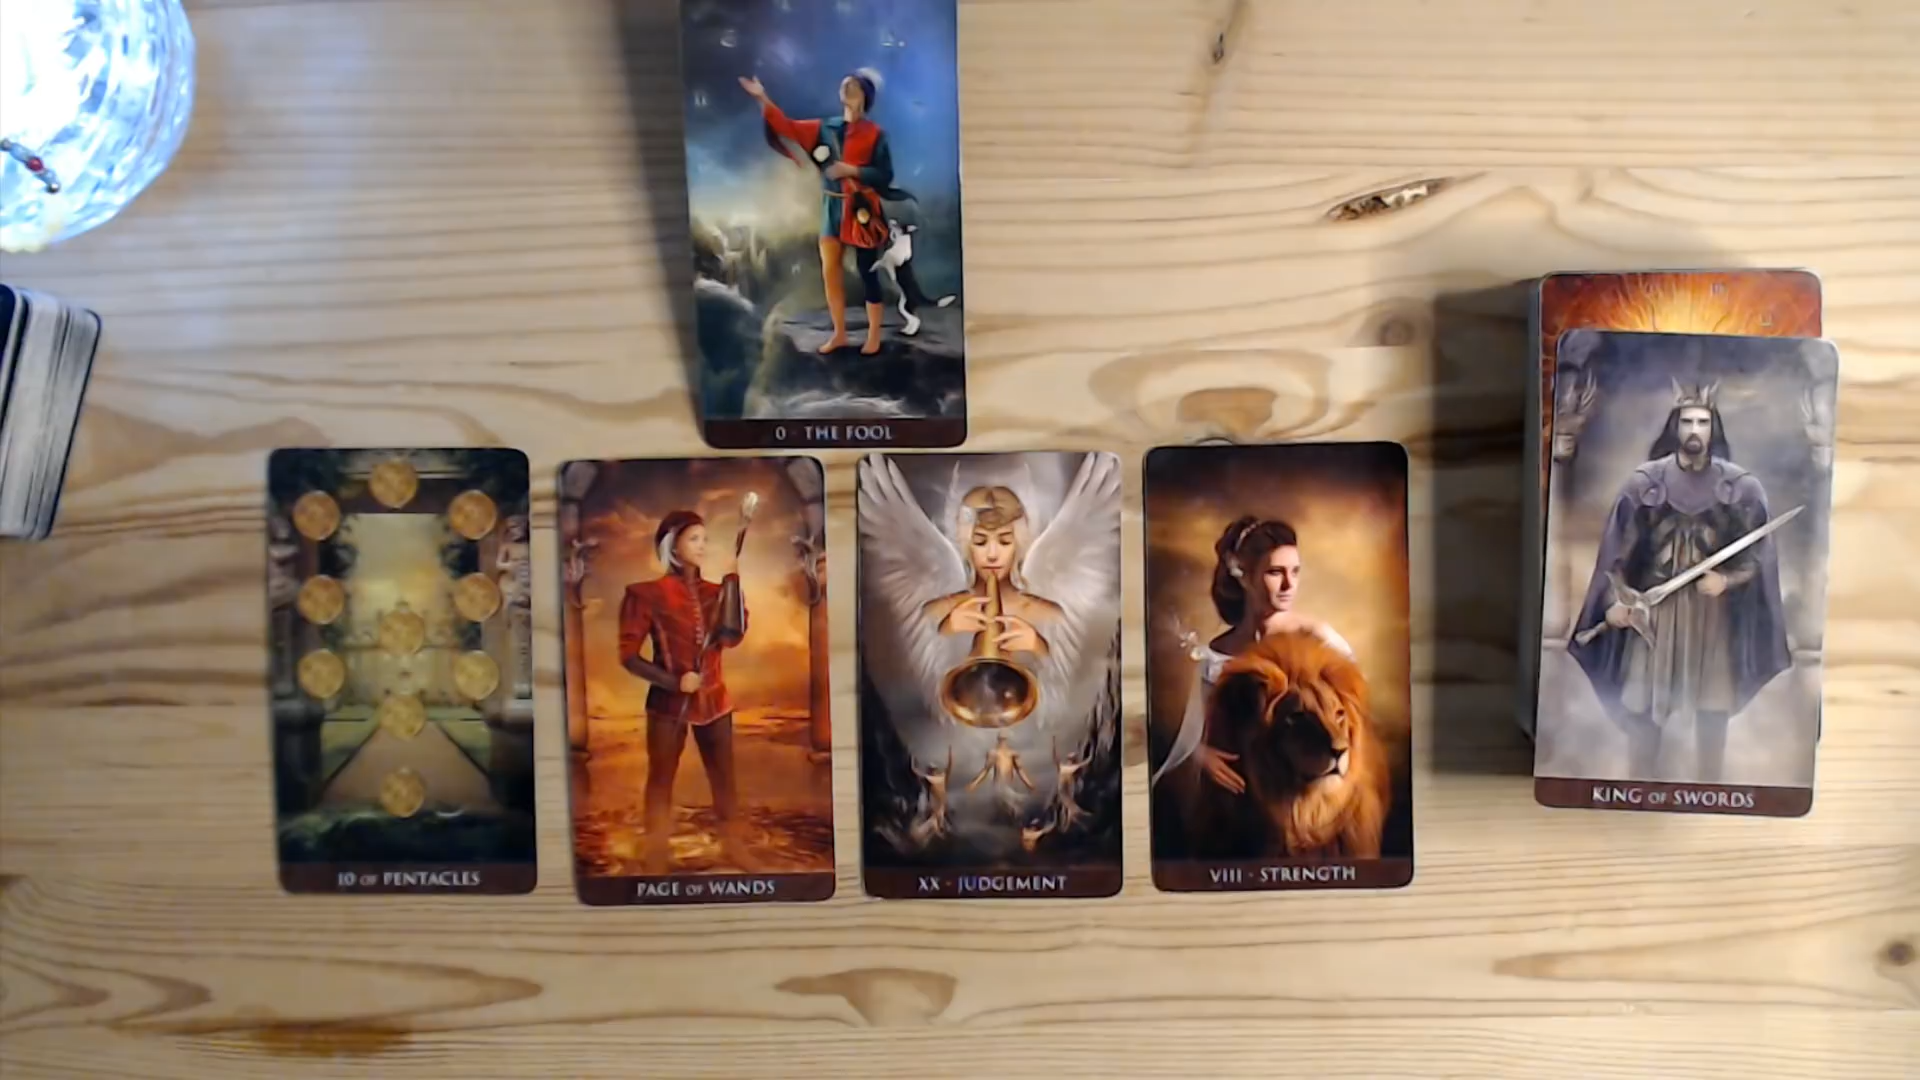 0 · THE FOOL
10 OF PENTACLES
PAGE OF WANDS
XX · JUDGEMENT
VIII · STRENGTH
KING OF SWORDS